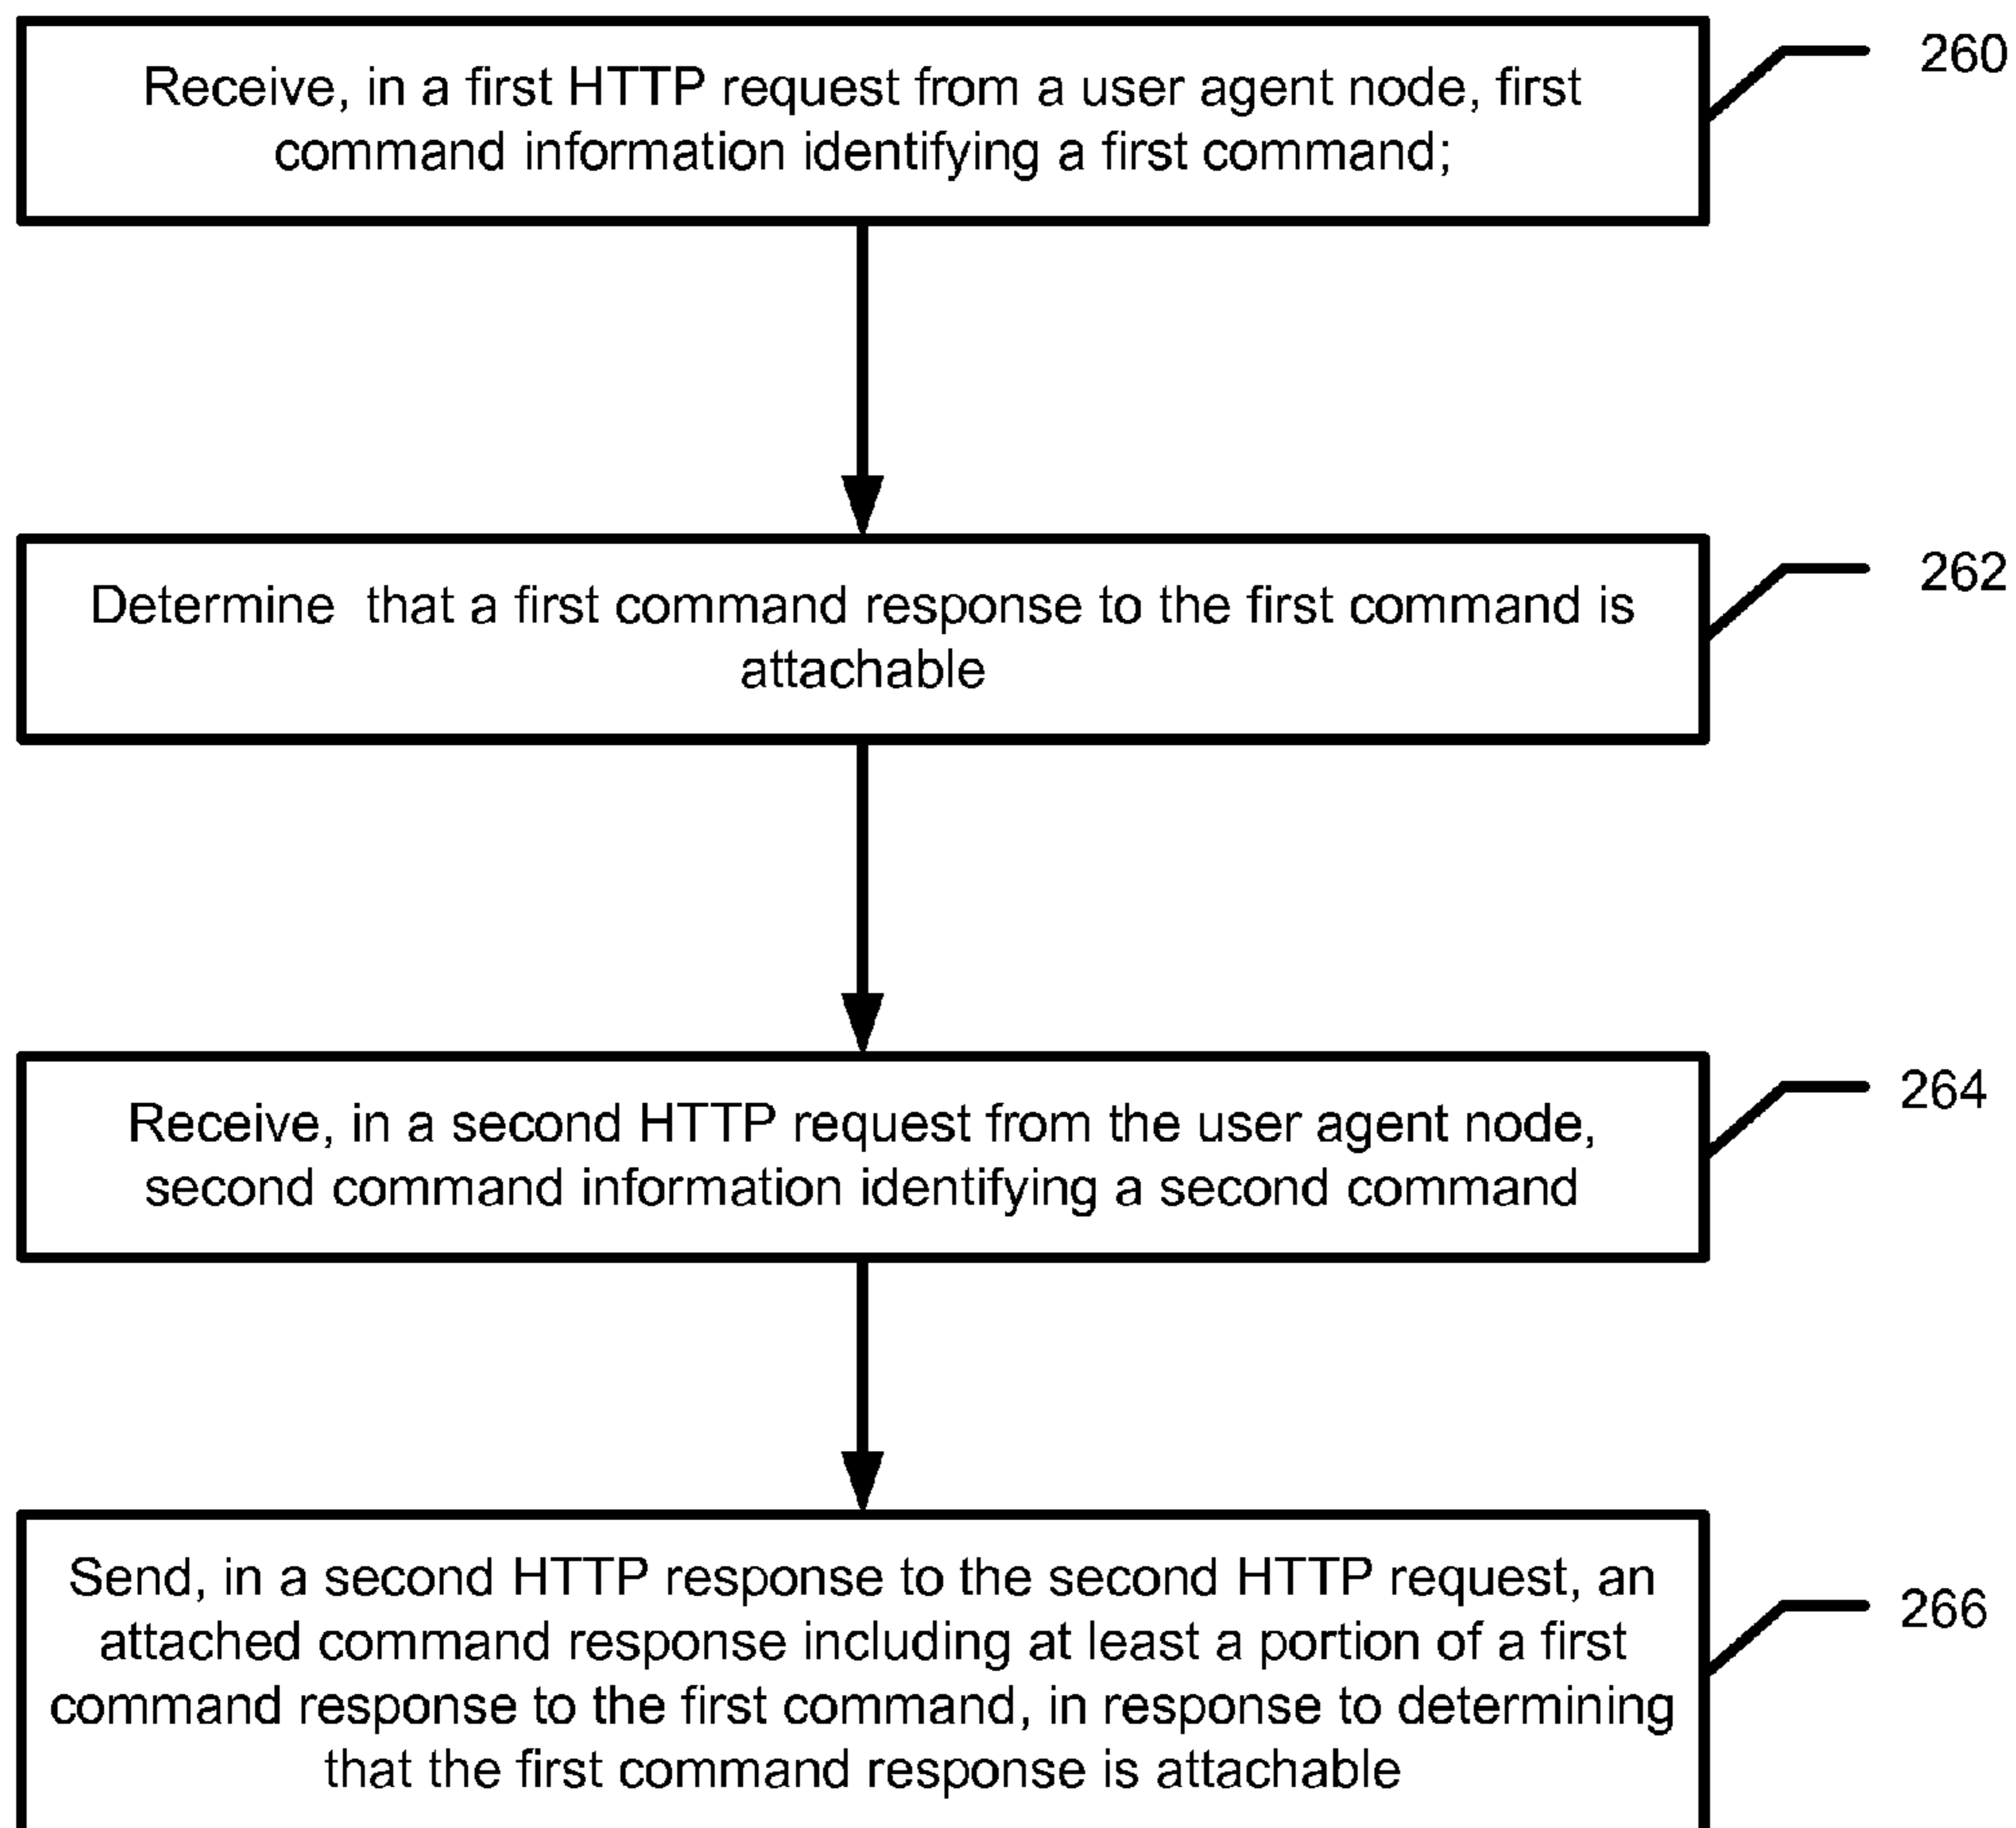 Receive, in a first HTTP request from a user agent node, first
command information identifying a first command;
260
Determine  that a first command response to the first command is
attachable
262
Receive, in a second HTTP request from the user agent node,
second command information identifying a second command
264
Send, in a second HTTP response to the second HTTP request, an
attached command response including at least a portion of a first
command response to the first command, in response to determining
that the first command response is attachable
266